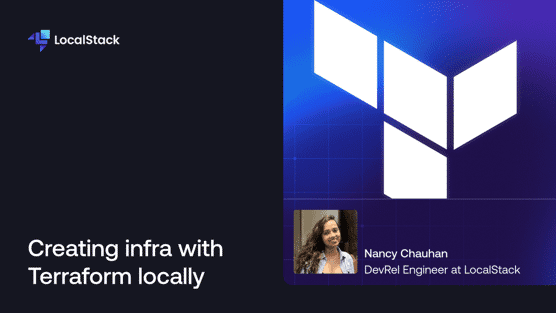 LocalStack
Creating infra with
Terraform locally
Nancy Chauhan
DevRel Engineer at LocalStack